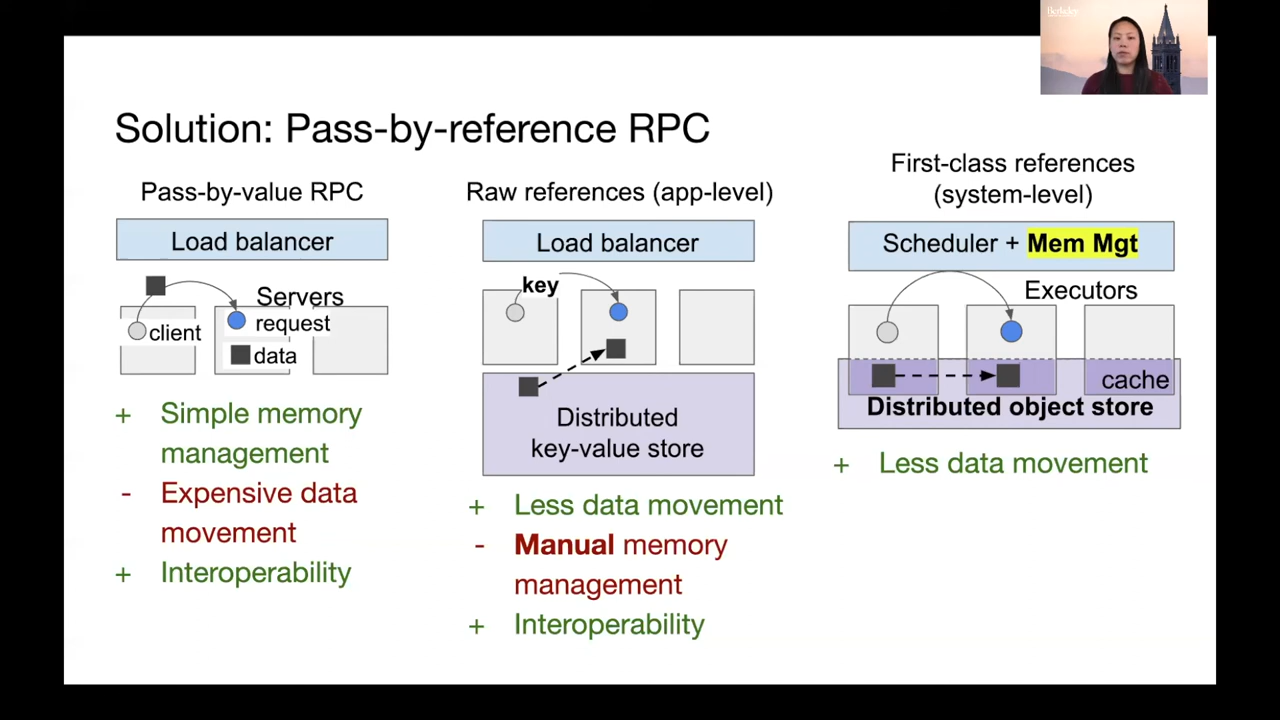 Berkeley
Solution: Pass-by-reference RPC
Pass-by-value RPC
Load balancer
Servers
client
request
data
+ Simple memory
management
- Expensive data
movement
+ Interoperability
Raw references (app-level)
Load balancer
key
Distributed
key-value store
+ Less data movement
- Manual memory
management
+ Interoperability
First-class references
(system-level)
Scheduler + Mem Mgt
Executors
cache
Distributed object store
+ Less data movement